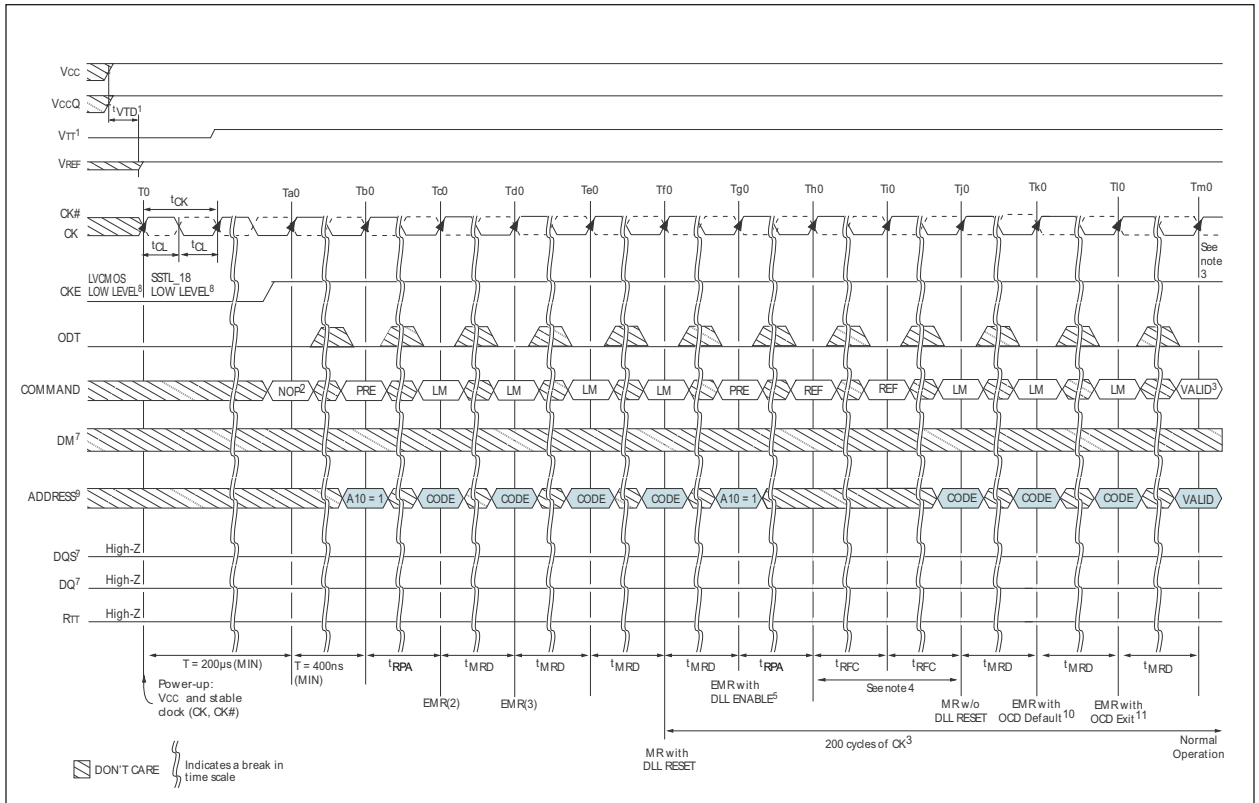 VCC
VCCQ
tVTD1
VTT1
VREF
T0 Ta0 Tb0 Tc0 Td0 Te0 Tf0 Tg0 Th0 Ti0 Tj0 Tk0 Tl0 Tm0
tCK
CK#
CK
tCL tCL
See
note
3
LVCMOS SSTL_18
CKE LOW LEVEL8 LOW LEVEL8
ODT
COMMAND NOP2 PRE LM LM LM LM PRE REF REF LM LM LM VALID3
DM7
ADDRESS9 A10 = 1 CODE CODE CODE CODE A10 = 1 CODE CODE CODE VALID
DQS7 High-Z
DQ7 High-Z
RTT High-Z
T = 200µs (MIN) T = 400ns (MIN) tRPA tMRD tMRD tMRD tMRD tRPA tRFC tRFC tMRD tMRD tMRD
Power-up:
VCC and stable
clock (CK, CK#)
EMR(2) EMR(3)
EMR with
DLL ENABLE5
See note 4
MR w/o
DLL RESET
EMR with
OCD Default10
EMR with
OCD Exit11
MR with
DLL RESET
200 cycles of CK3
Normal
Operation
DON'T CARE
Indicates a break in
time scale